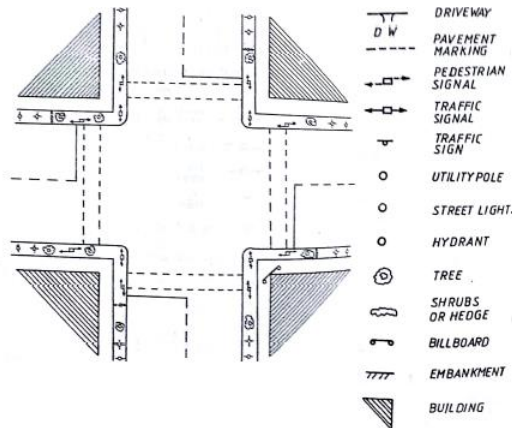 DRIVEWAY
D W
PAVEMENT
MARKING
PEDESTRIAN
SIGNAL
TRAFFIC
SIGNAL
TRAFFIC
SIGN
UTILITY POLE
STREET LIGHTS
HYDRANT
TREE
SHRUBS
OR HEDGE
BILLBOARD
EMBANKMENT
BUILDING